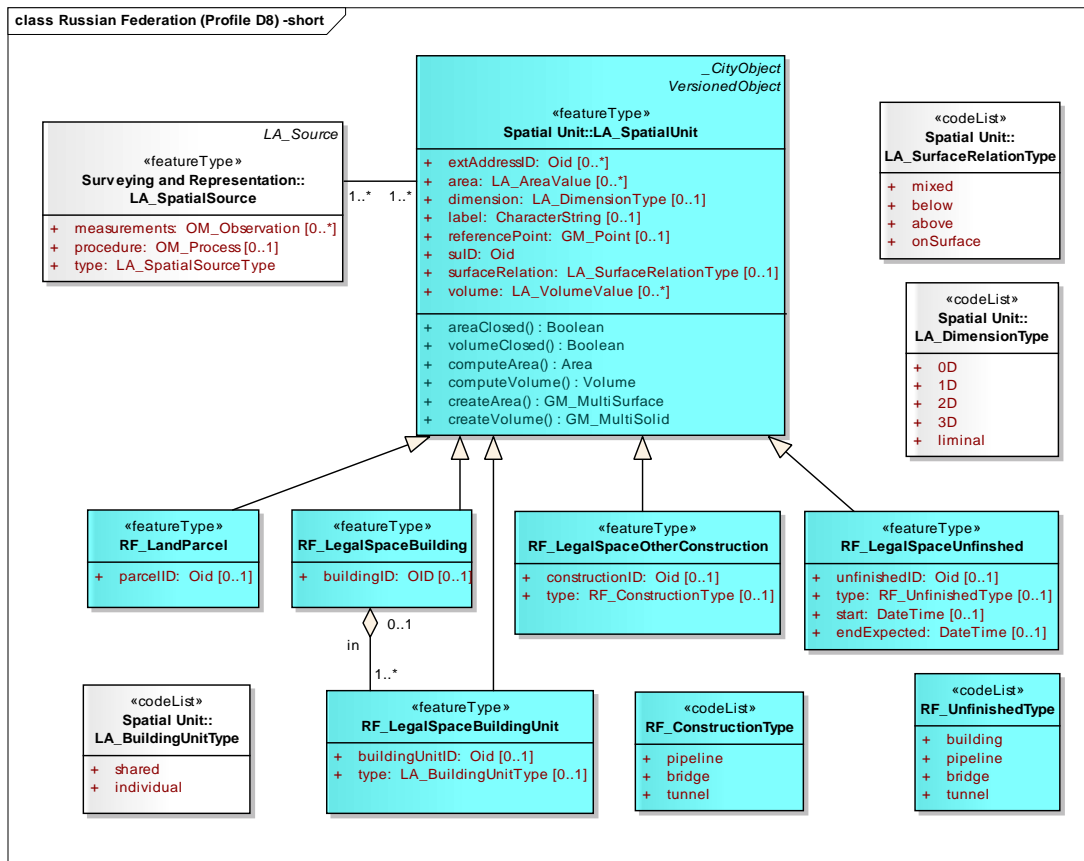 class Russian Federation (Profile D8) -short
_CityObject
VersionedObject
«featureType»
Spatial Unit::LA_SpatialUnit
+ extAddressID: Oid [0..*]
+ area: LA_AreaValue [0..*]
+ dimension: LA_DimensionType [0..1]
+ label: CharacterString [0..1]
+ referencePoint: GM_Point [0..1]
+ suID: Oid
+ surfaceRelation: LA_SurfaceRelationType [0..1]
+ volume: LA_VolumeValue [0..*]
+ areaClosed() : Boolean
+ volumeClosed() : Boolean
+ computeArea() : Area
+ computeVolume() : Volume
+ createArea() : GM_MultiSurface
+ createVolume() : GM_MultiSolid
LA_Source
«featureType»
Surveying and Representation::
LA_SpatialSource
+ measurements: OM_Observation [0..*]
+ procedure: OM_Process [0..1]
+ type: LA_SpatialSourceType
1..* 1..*
«codeList»
Spatial Unit::
LA_SurfaceRelationType
+ mixed
+ below
+ above
+ onSurface
«codeList»
Spatial Unit::
LA_DimensionType
+ 0D
+ 1D
+ 2D
+ 3D
+ liminal
«featureType»
RF_LandParcel
+ parcelID: Oid [0..1]
«featureType»
RF_LegalSpaceBuilding
+ buildingID: OID [0..1]
«featureType»
RF_LegalSpaceOtherConstruction
+ constructionID: Oid [0..1]
+ type: RF_ConstructionType [0..1]
«featureType»
RF_LegalSpaceUnfinshed
+ unfinishedID: Oid [0..1]
+ type: RF_UnfinishedType [0..1]
+ start: DateTime [0..1]
+ endExpected: DateTime [0..1]
0..1
in
1..*
«codeList»
Spatial Unit::
LA_BuildingUnitType
+ shared
+ individual
«featureType»
RF_LegalSpaceBuildingUnit
+ buildingUnitID: Oid [0..1]
+ type: LA_BuildingUnitType [0..1]
«codeList»
RF_ConstructionType
+ pipeline
+ bridge
+ tunnel
«codeList»
RF_UnfinishedType
+ building
+ pipeline
+ bridge
+ tunnel